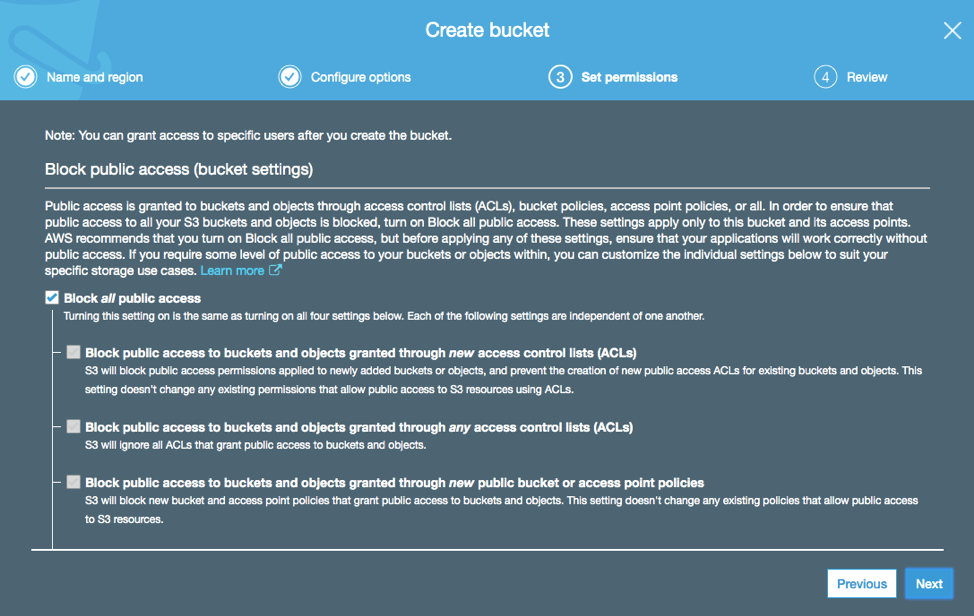 Create bucket
Name and region
Configure options
3 Set permissions
4 Review
Note: You can grant access to specific users after you create the bucket.
Block public access (bucket settings)
Public access is granted to buckets and objects through access control lists (ACLs), bucket policies, access point policies, or all. In order to ensure that
public access to all your S3 buckets and objects is blocked, turn on Block all public access. These settings apply only to this bucket and its access points.
AWS recommends that you turn on Block all public access, but before applying any of these settings, ensure that your applications will work correctly without
public access. If you require some level of public access to your buckets or objects within, you can customize the individual settings below to suit your
specific storage use cases. Learn more
Block all public access
Turning this setting on is the same as turning on all four settings below. Each of the following settings are independent of one another.
Block public access to buckets and objects granted through new access control lists (ACLs)
S3 will block public access permissions applied to newly added buckets or objects, and prevent the creation of new public access ACLs for existing buckets and objects. This
setting doesn't change any existing permissions that allow public access to S3 resources using ACLs.
Block public access to buckets and objects granted through any access control lists (ACLs)
S3 will ignore all ACLs that grant public access to buckets and objects.
Block public access to buckets and objects granted through new public bucket or access point policies
S3 will block new bucket and access point policies that grant public access to buckets and objects. This setting doesn't change any existing policies that allow public access
to S3 resources.
Previous
Next